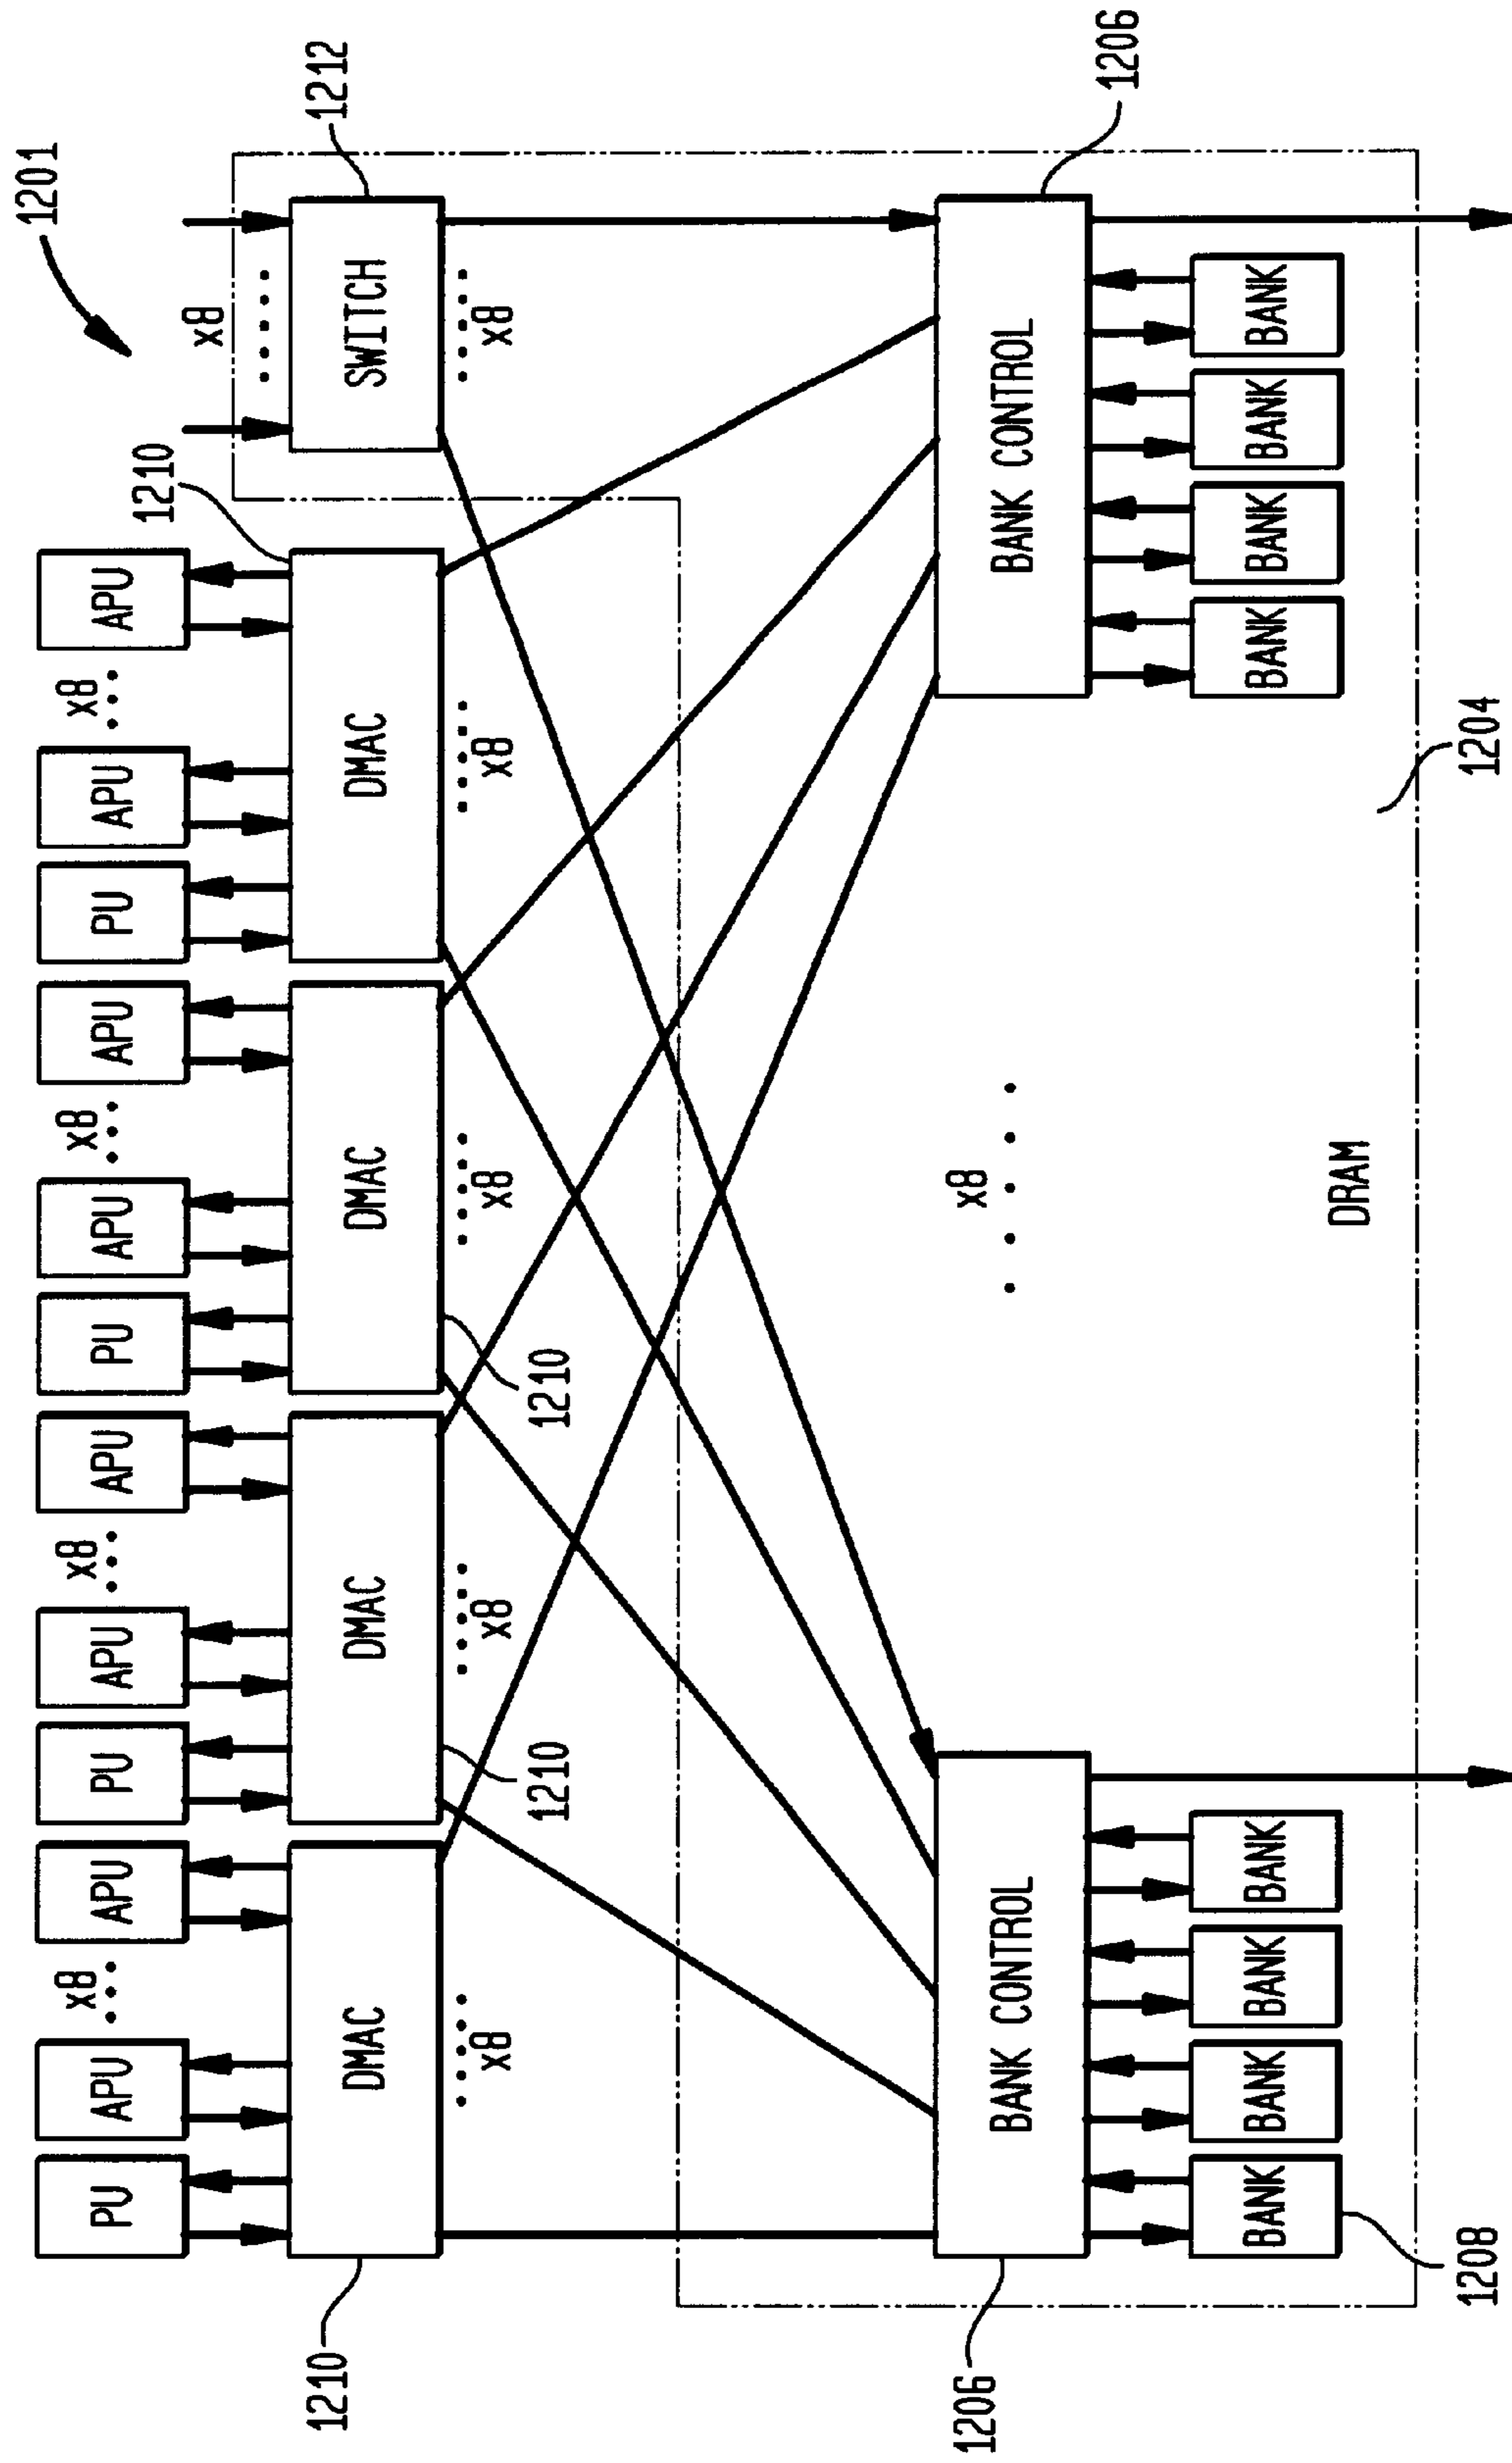 1201
x8 x8 x8 x8
PU APU APU PU APU APU PU APU APU PU APU APU
1210
x8
1210
1212
DMAC DMAC DMAC DMAC SWITCH
x8 x8 x8 x8 x8
1210 1210
x8
1206
BANK CONTROL BANK CONTROL
1206
BANK BANK BANK BANK BANK BANK BANK BANK
DRAM
1208 1204